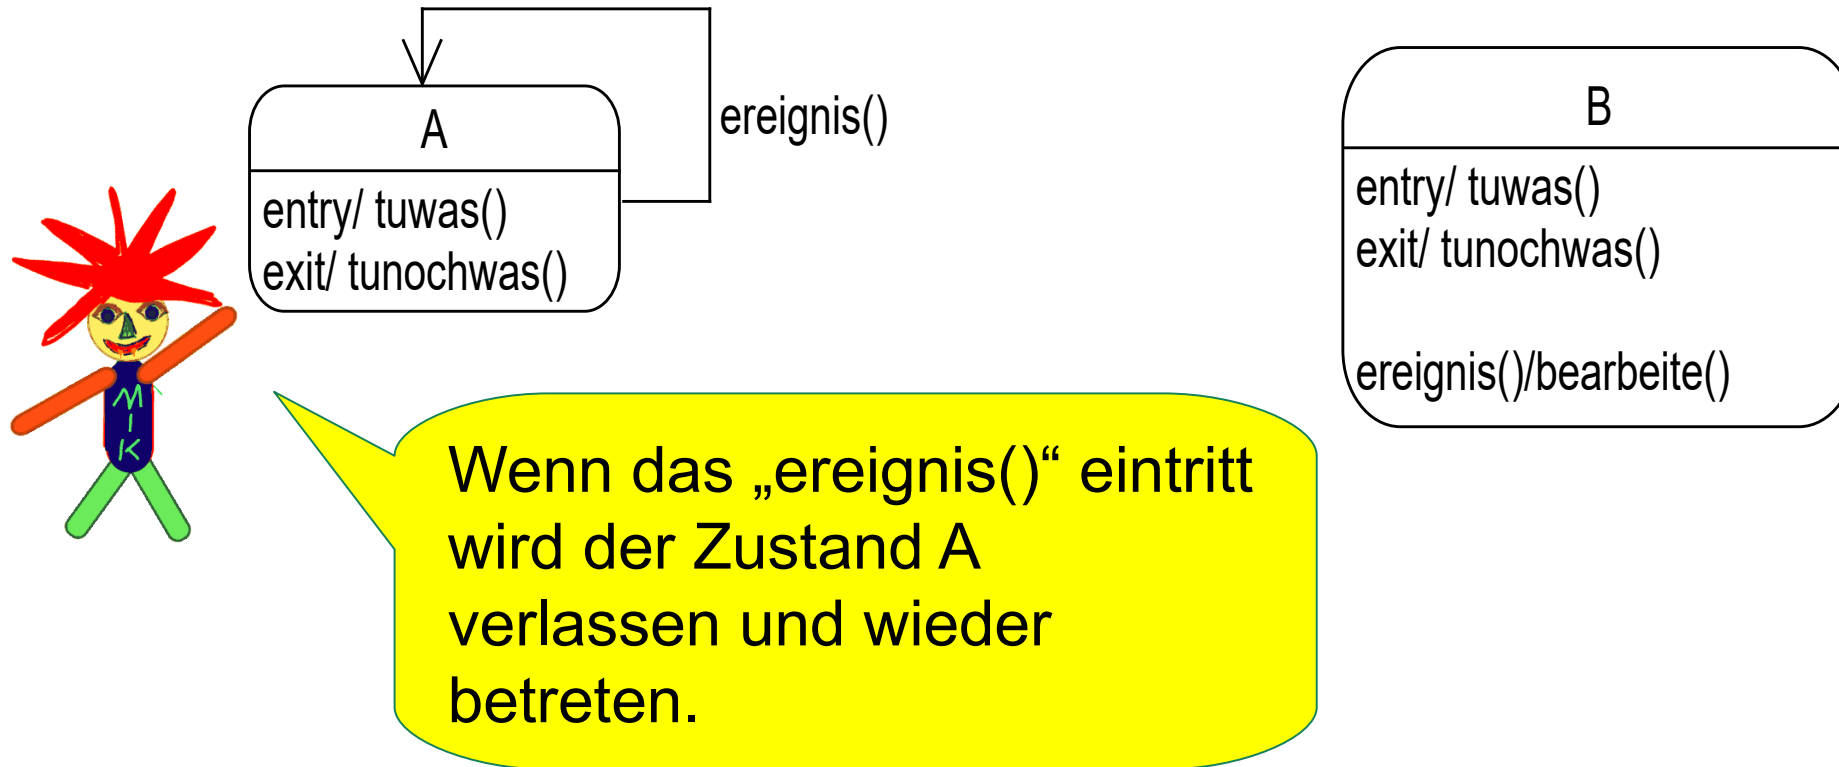 A
entry/ tuwas()
exit/ tunochwas()
ereignis()
B
entry/ tuwas()
exit/ tunochwas()
ereignis()/bearbeite()
MIK
Wenn das „ereignis()“ eintritt
wird der Zustand A
verlassen und wieder
betreten.